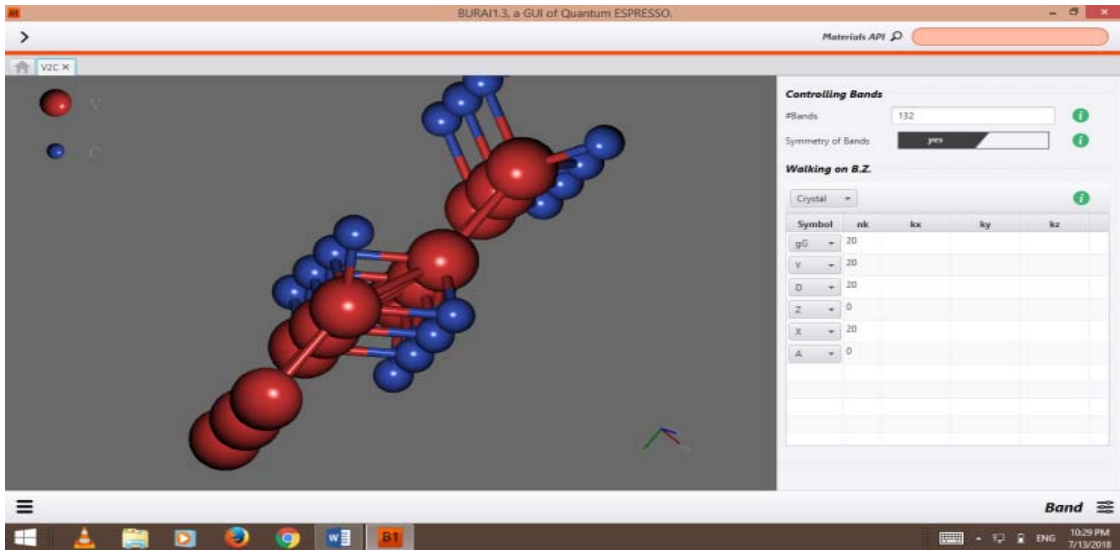 BURAI1.3, a GUI of Quantum ESPRESSO.
Materials API
V2C
V
C
Controlling Bands
#Bands 132
Symmetry of Bands yes
Walking on B.Z.
Crystal
Symbol nk kx ky kz
gG 20
Y 20
D 20
Z 0
X 20
A 0
Band
B1
ENG 10:29 PM
7/13/2018